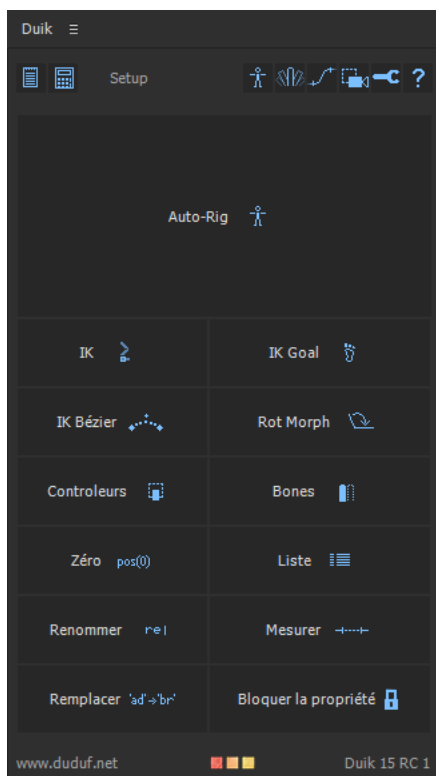 Duik
Setup
?
Auto-Rig
IK
IK Goal
IK Bézier
Rot Morph
Controleurs
Bones
Zéro pos(0)
Liste
Renommer rel
Mesurer
Remplacer 'ad'→'br'
Bloquer la propriété
www.duduf.net
Duik 15 RC 1